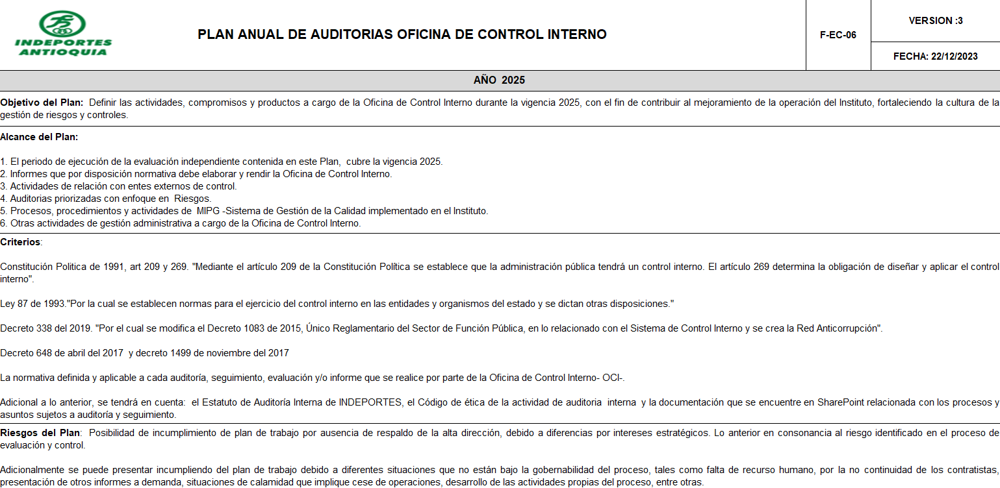 INDEPORTES
ANTIOQUIA
PLAN ANUAL DE AUDITORIAS OFICINA DE CONTROL INTERNO
F-EC-06
VERSION :3
FECHA: 22/12/2023
AÑO 2025
Objetivo del Plan: Definir las actividades, compromisos y productos a cargo de la Oficina de Control Interno durante la vigencia 2025, con el fin de contribuir al mejoramiento de la operación del Instituto, fortaleciendo la cultura de la
gestión de riesgos y controles.
Alcance del Plan:
1. El periodo de ejecución de la evaluación independiente contenida en este Plan, cubre la vigencia 2025.
2. Informes que por disposición normativa debe elaborar y rendir la Oficina de Control Interno.
3. Actividades de relación con entes externos de control.
4. Auditorias priorizadas con enfoque en Riesgos.
5. Procesos, procedimientos y actividades de MIPG -Sistema de Gestión de la Calidad implementado en el Instituto.
6. Otras actividades de gestión administrativa a cargo de la Oficina de Control Interno.
Criterios:
Constitución Politica de 1991, art 209 y 269. "Mediante el artículo 209 de la Constitución Política se establece que la administración pública tendrá un control interno. El artículo 269 determina la obligación de diseñar y aplicar el control
interno".
Ley 87 de 1993."Por la cual se establecen normas para el ejercicio del control interno en las entidades y organismos del estado y se dictan otras disposiciones."
Decreto 338 del 2019. "Por el cual se modifica el Decreto 1083 de 2015, Único Reglamentario del Sector de Función Pública, en lo relacionado con el Sistema de Control Interno y se crea la Red Anticorrupción".
Decreto 648 de abril del 2017 y decreto 1499 de noviembre del 2017
La normativa definida y aplicable a cada auditoría, seguimiento, evaluación y/o informe que se realice por parte de la Oficina de Control Interno- OCI-.
Adicional a lo anterior, se tendrá en cuenta: el Estatuto de Auditoría Interna de INDEPORTES, el Código de ética de la actividad de auditoria interna y la documentación que se encuentre en SharePoint relacionada con los procesos y
asuntos sujetos a auditoría y seguimiento.
Riesgos del Plan: Posibilidad de incumplimiento de plan de trabajo por ausencia de respaldo de la alta dirección, debido a diferencias por intereses estratégicos. Lo anterior en consonancia al riesgo identificado en el proceso de
evaluación y control.
Adicionalmente se puede presentar incumpliendo del plan de trabajo debido a diferentes situaciones que no están bajo la gobernabilidad del proceso, tales como falta de recurso humano, por la no continuidad de los contratistas,
presentación de otros informes a demanda, situaciones de calamidad que implique cese de operaciones, desarrollo de las actividades propias del proceso, entre otras.